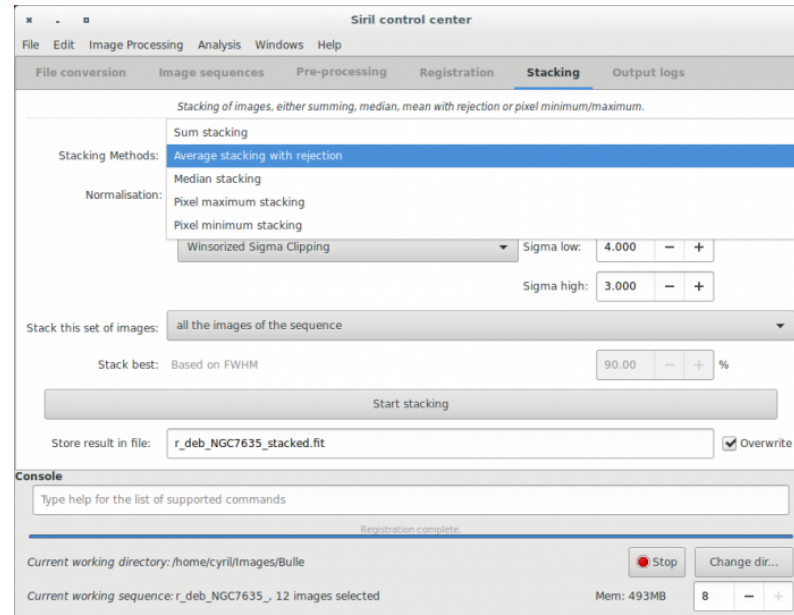 Siril control center
File Edit Image Processing Analysis Windows Help
File conversion Image sequences Pre-processing Registration Stacking Output logs
Stacking of images, either summing, median, mean with rejection or pixel minimum/maximum.
Sum stacking
Stacking Methods: Average stacking with rejection
Median stacking
Normalisation:
Pixel maximum stacking
Pixel minimum stacking
Winsorized Sigma Clipping Sigma low: 4.000 − +
Sigma high: 3.000 − +
Stack this set of images: all the images of the sequence
Stack best: Based on FWHM 90.00 − + %
Start stacking
Store result in file: r_deb_NGC7635_stacked.fit Overwrite
Console
Type help for the list of supported commands
Registration complete.
Current working directory: /home/cyril/Images/Bulle Stop Change dir...
Current working sequence: r_deb_NGC7635_, 12 images selected Mem: 493MB 8 − +